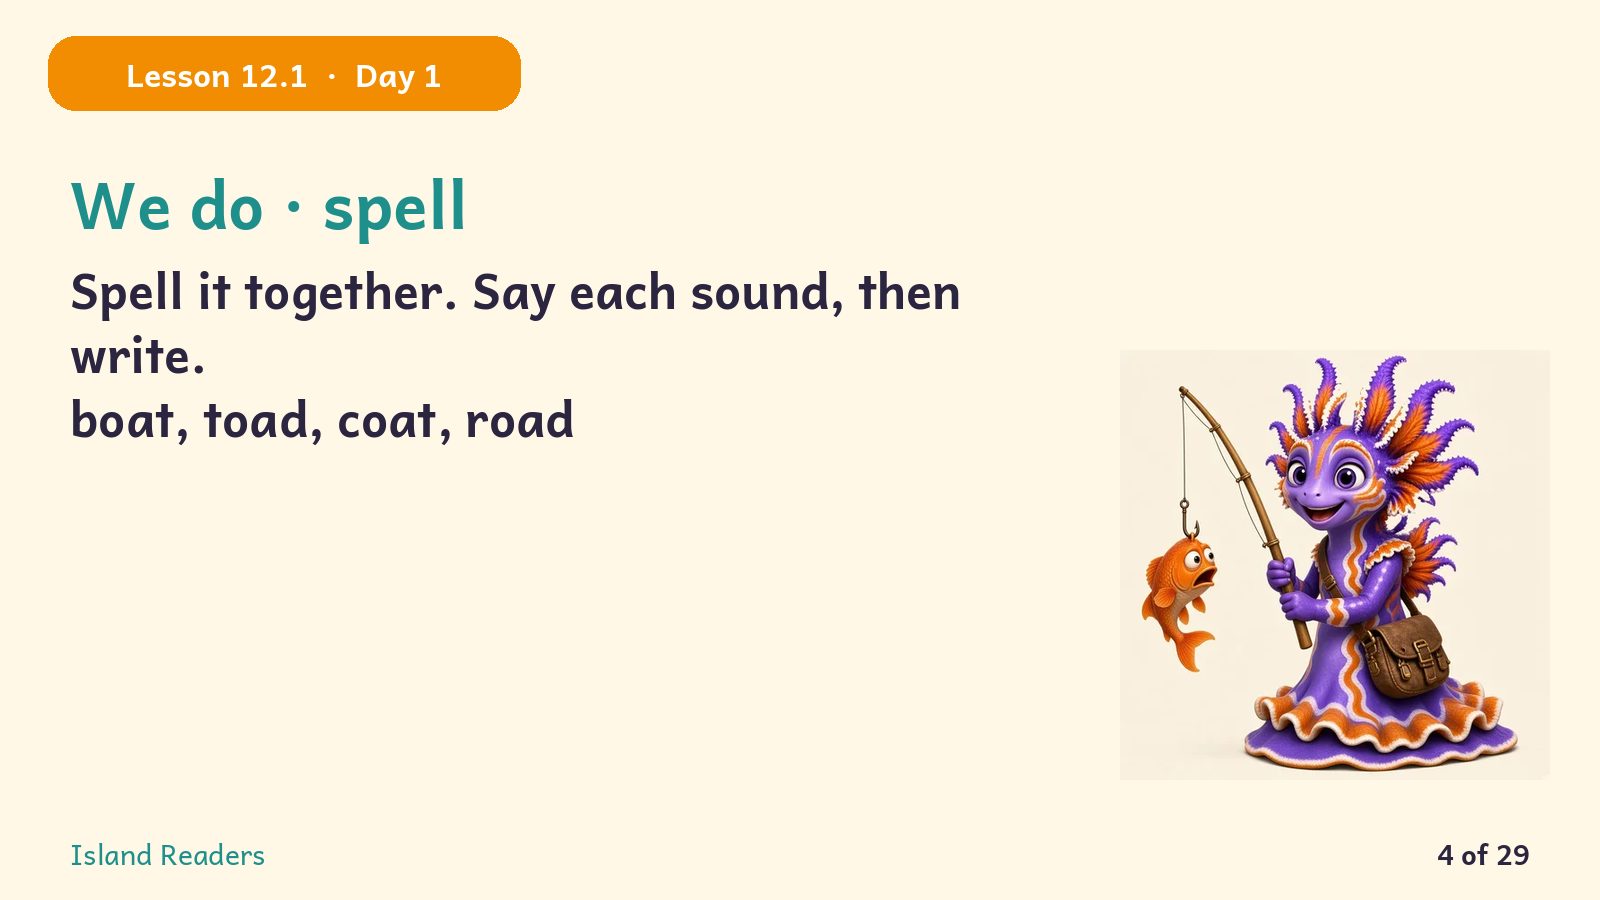 Lesson 12.1 · Day 1
We do · spell
Spell it together. Say each sound, then
write.
boat, toad, coat, road
Island Readers
4 of 29